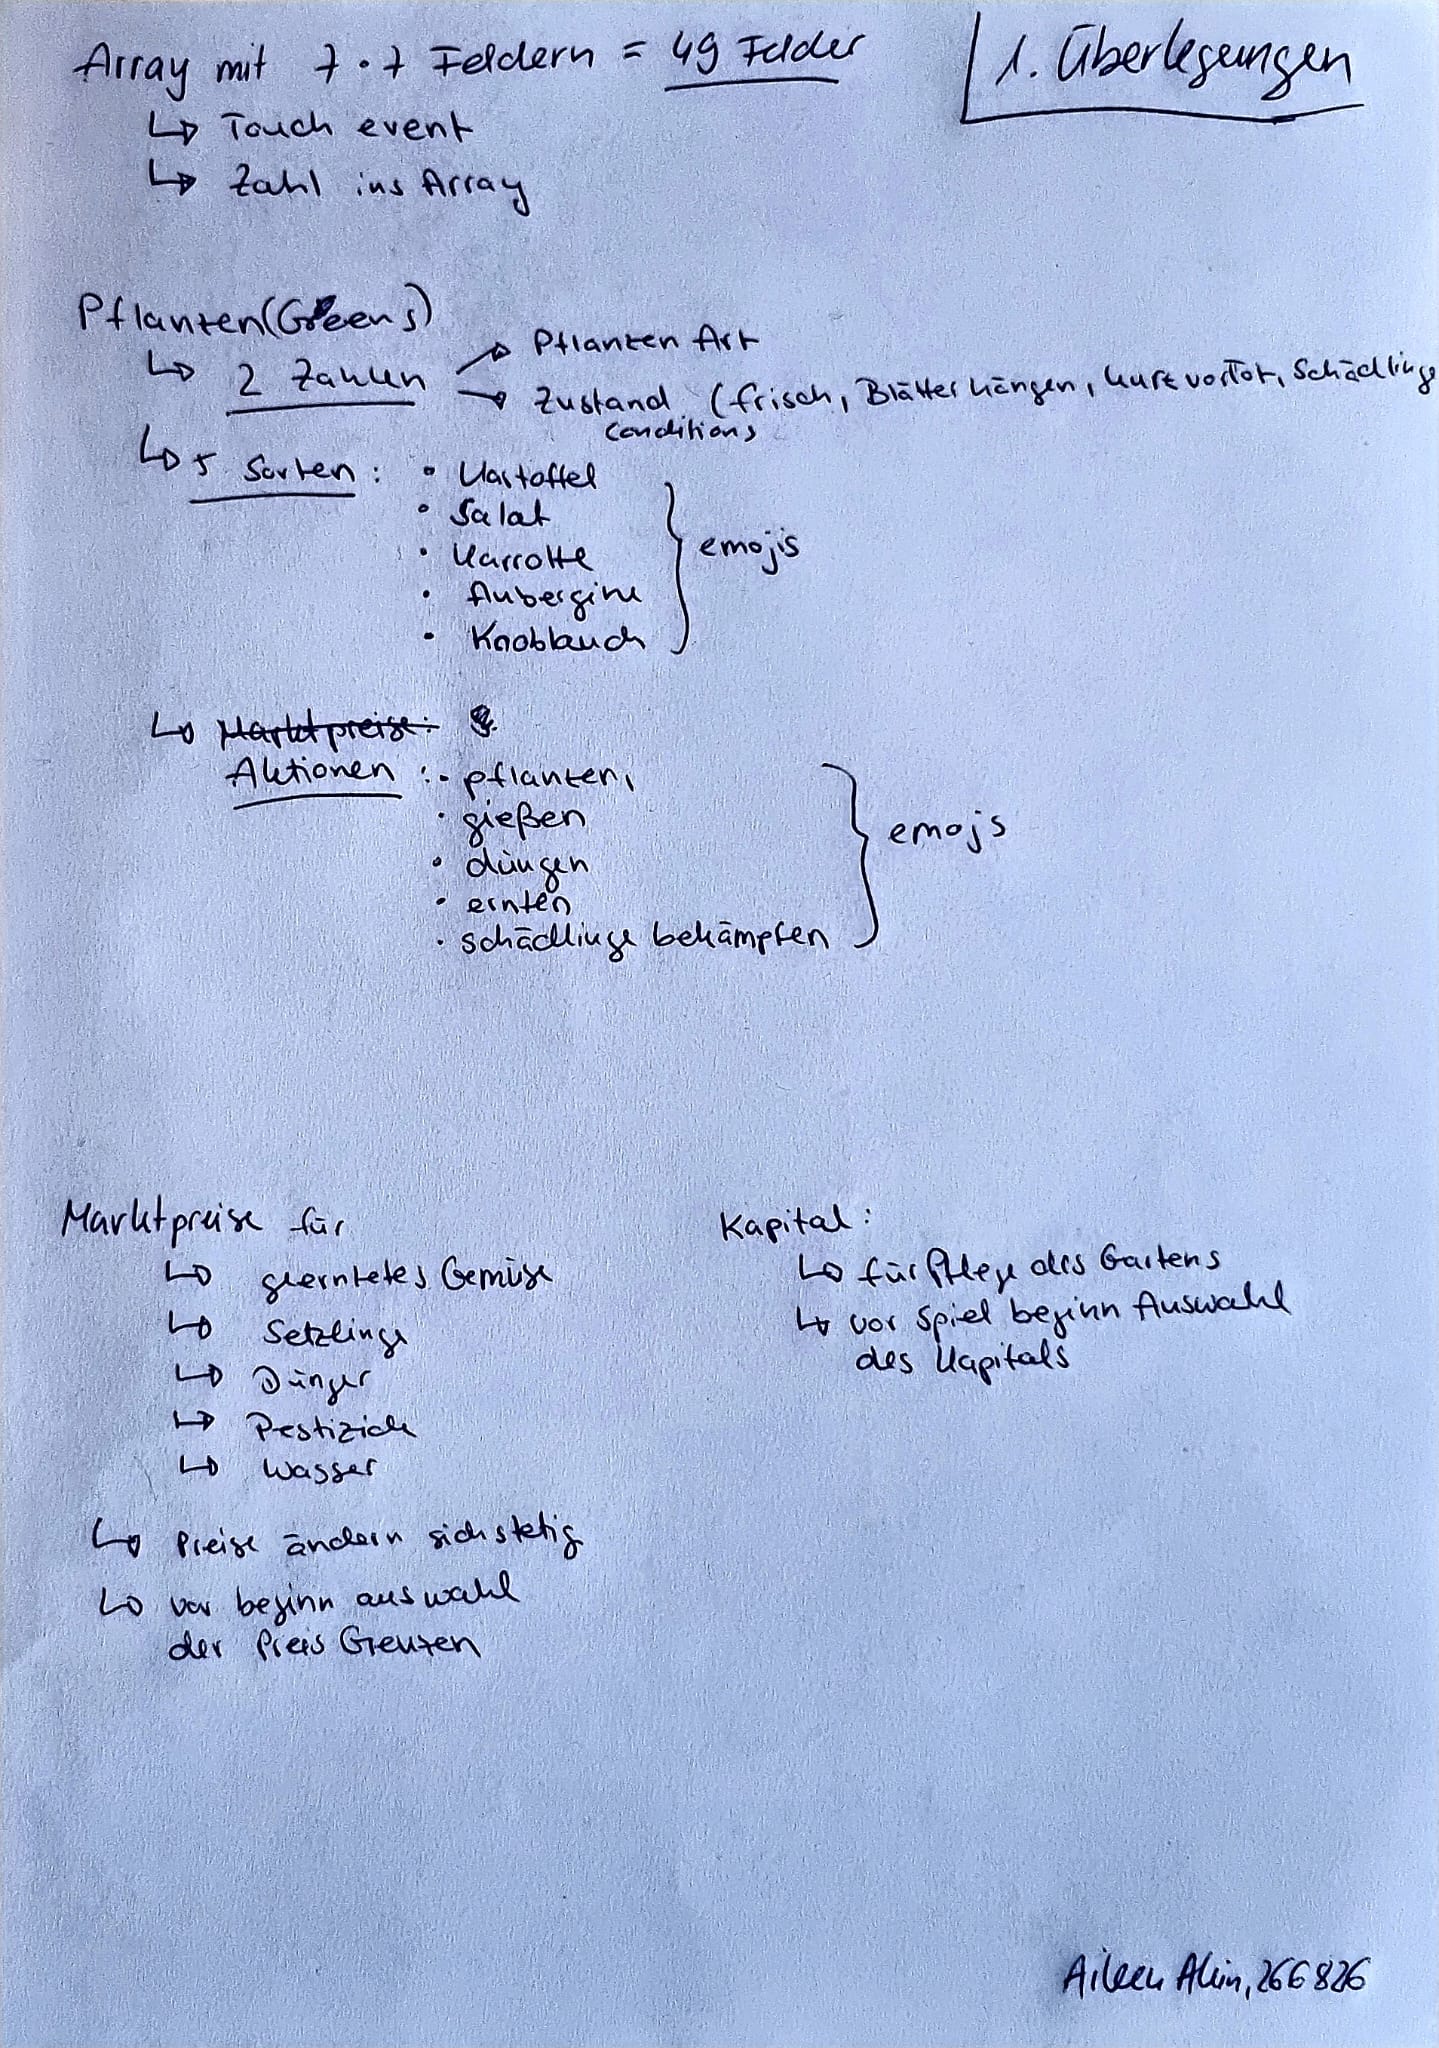 1. Überlegungen
Array mit 7 · 7 Feldern = 49 Felder
↳ Touch event
↳ Zahl ins Array
Pflanzen (Greens)
↳ 2 Zahlen → Pflanzen Art
→ Zustand (frisch, Blätter hängen, kurz vor Tot, Schädlinge
conditions
↳ 5 Sorten: • Kartoffel
• Salat
• Karrotte
• Aubergine
• Knoblauch
emojis
↳ Marktpreise:
Aktionen: • pflanzen,
• gießen
• düngen
• ernten
• schädlinge bekämpfen
emojs
Marktpreise für
↳ geerntetes Gemüse
↳ Setzlinge
↳ Dünger
↳ Pestizide
↳ Wasser
↳ Preise ändern sich stetig
↳ vor beginn auswahl
der Preis Grenzen
Kapital:
↳ für Pflege des Gartens
↳ vor Spiel beginn Auswahl
des Kapitals
Aileen Akin, 266826